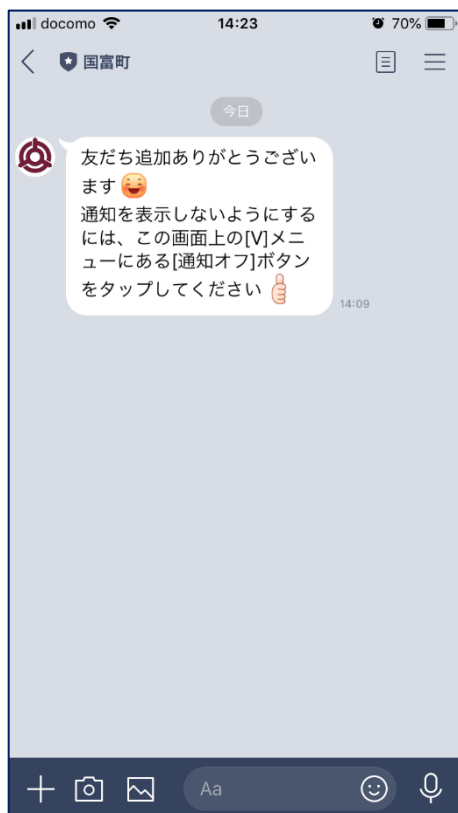 docomo 14:23 70%
国富町
今日
友だち追加ありがとうござい
ます
通知を表示しないようにする
には、この画面上の[V]メニ
ューにある[通知オフ]ボタン
をタップしてください
14:09
Aa